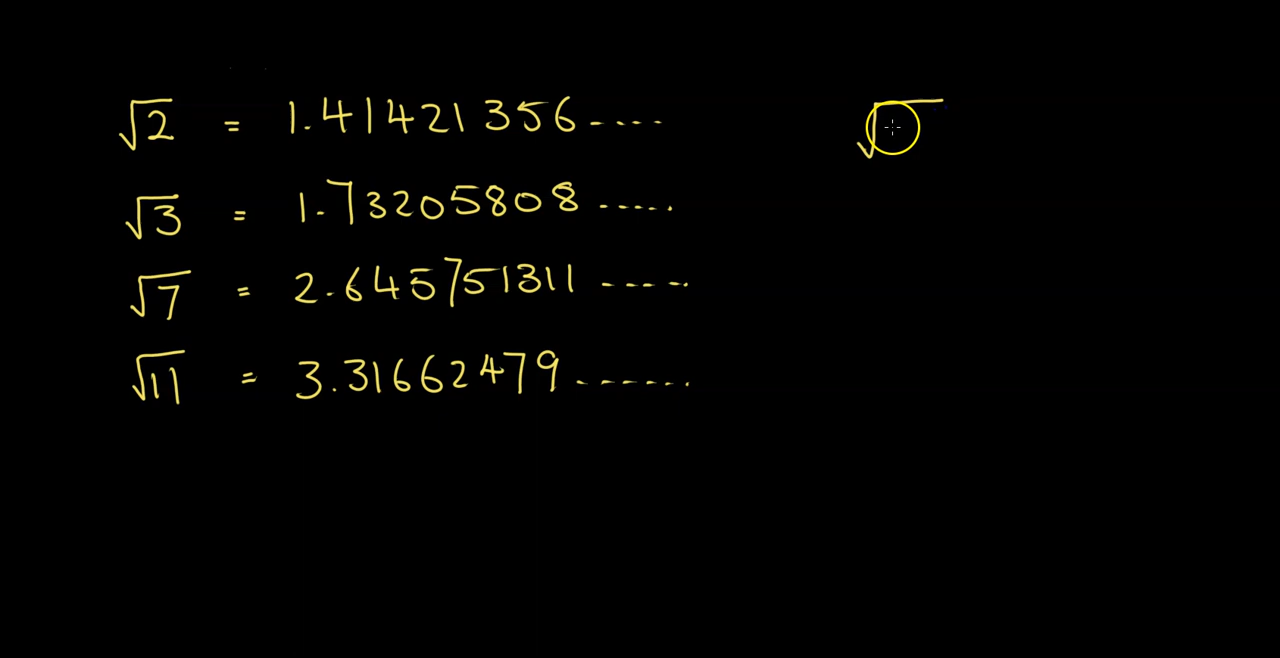 √2 = 1.41421356.....
√3 = 1.73205808.....
√7 = 2.645751311.....
√11 = 3.31662479.......
√